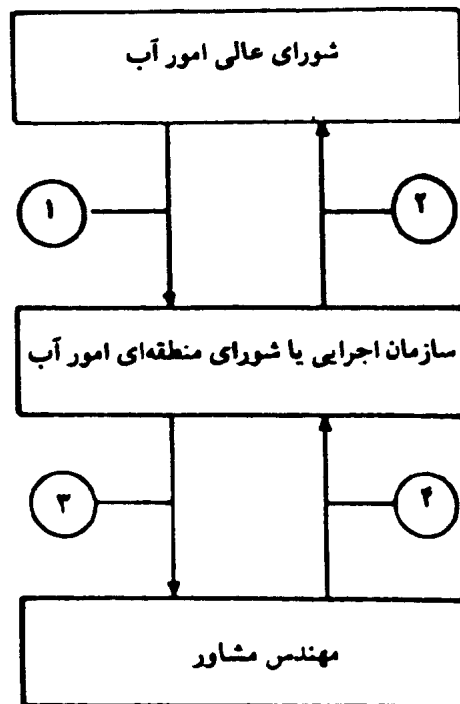 شورای عالی امور آب
۱
۲
سازمان اجرایی یا شورای منطقه‌ای امور آب
۳
۴
مهندس مشاور